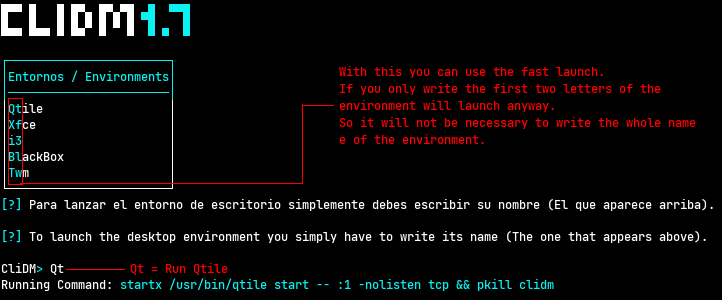 CLIDM 1.7
Entornos / Environments
Qtile
Xfce
i3
BlackBox
Twm
With this you can use the fast launch.
If you only write the first two letters of the
environment will launch anyway.
So it will not be necessary to write the whole name
e of the environment.
[?] Para lanzar el entorno de escritorio simplemente debes escribir su nombre (El que aparece arriba).
[?] To launch the desktop environment you simply have to write its name (The one that appears above).
CliDM> Qt Qt = Run Qtile
Running Command: startx /usr/bin/qtile start -- :1 -nolisten tcp && pkill clidm